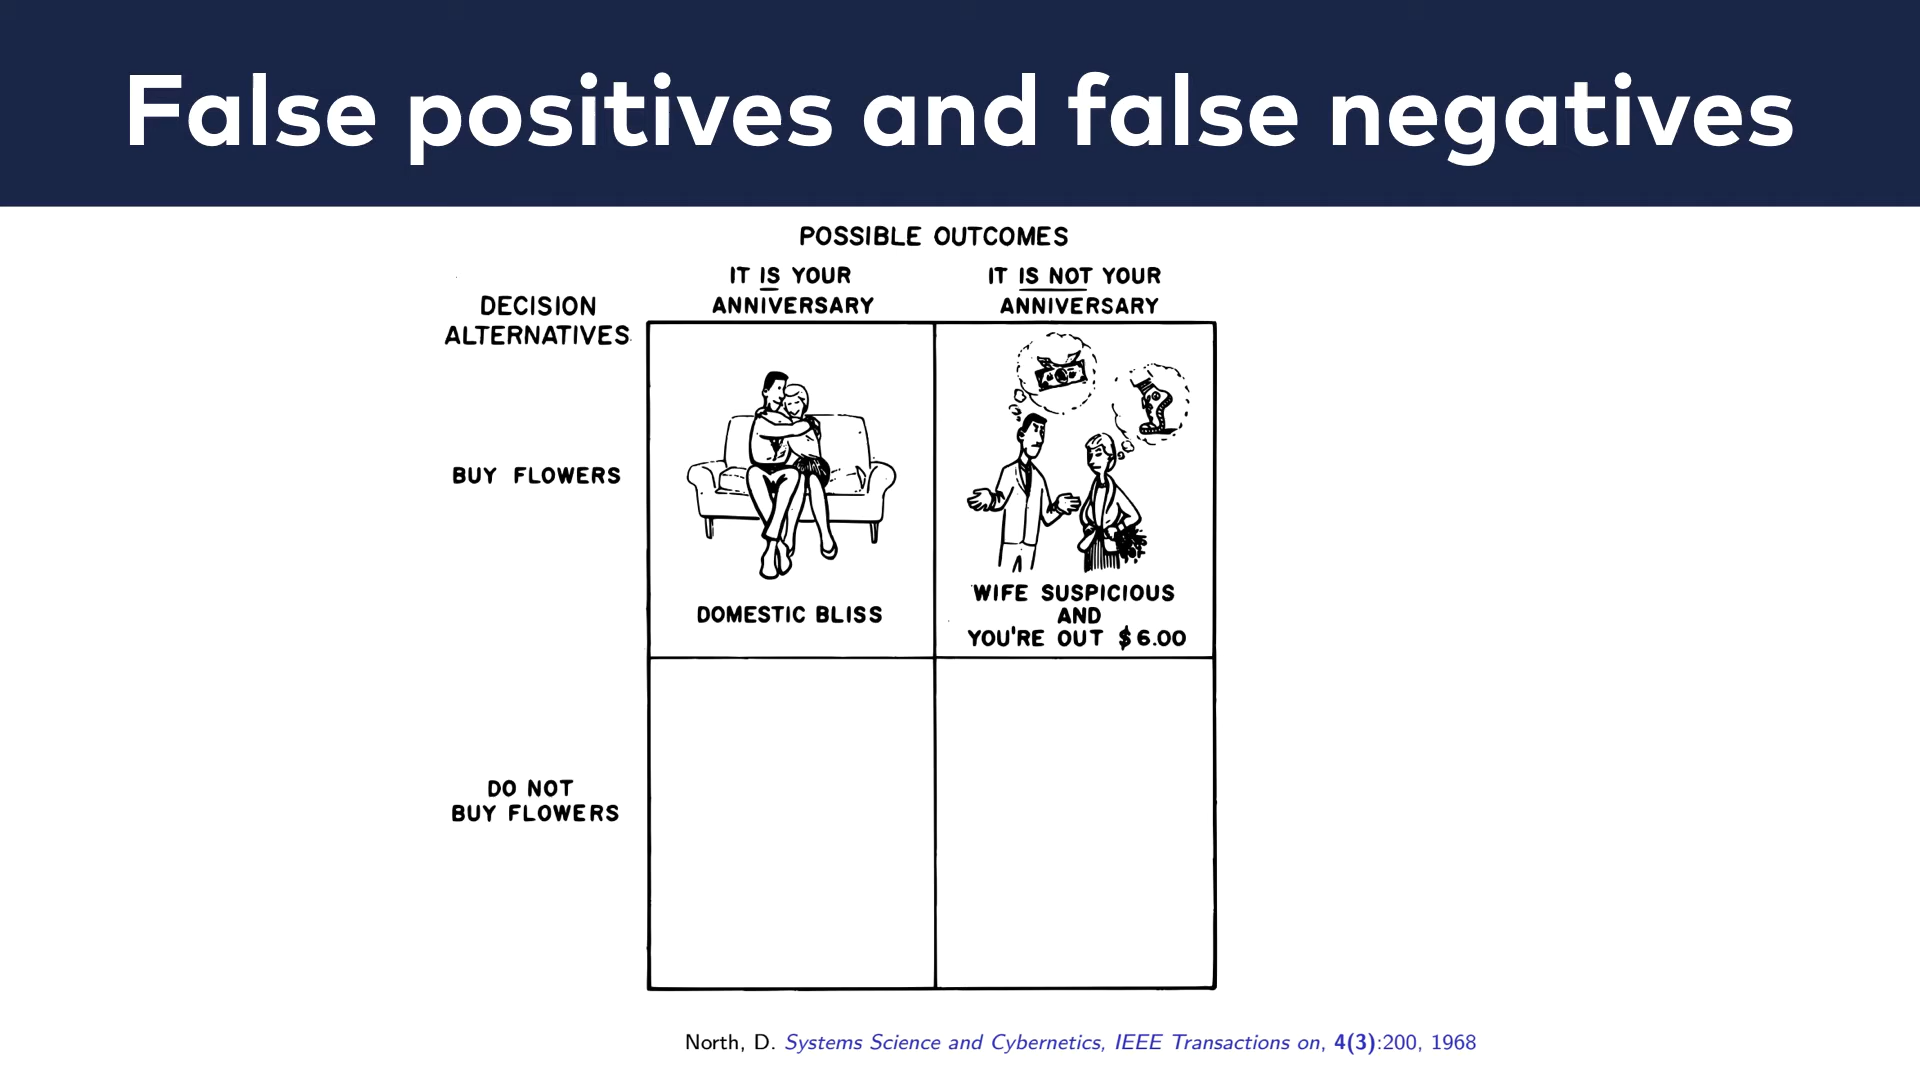 False positives and false negatives
POSSIBLE OUTCOMES
IT IS YOUR
ANNIVERSARY
IT IS NOT YOUR
ANNIVERSARY
DECISION
ALTERNATIVES
BUY FLOWERS
DOMESTIC BLISS
WIFE SUSPICIOUS
AND
YOU'RE OUT $6.00
DO NOT
BUY FLOWERS
North, D. Systems Science and Cybernetics, IEEE Transactions on, 4(3):200, 1968